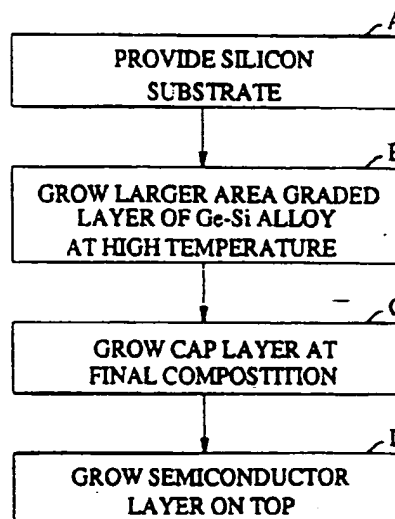 A
PROVIDE SILICON
SUBSTRATE
GROW LARGER AREA GRADED
LAYER OF Ge-Si ALLOY
AT HIGH TEMPERATURE
GROW CAP LAYER AT
FINAL COMPOSTITION
GROW SEMICONDUCTOR
LAYER ON TOP